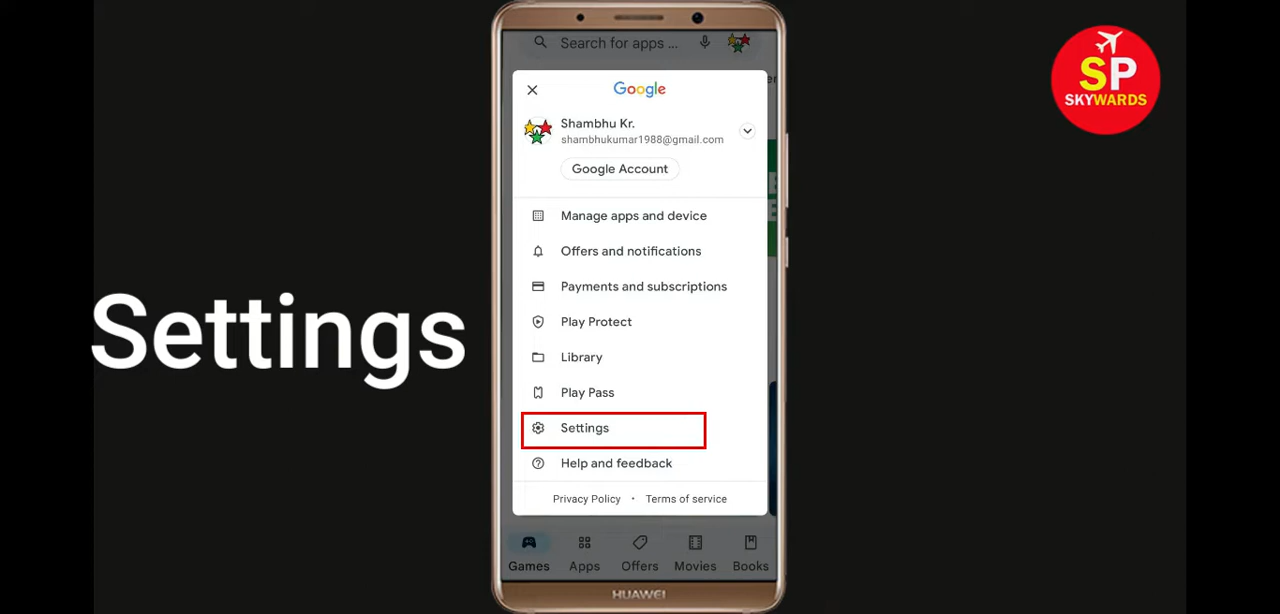 Search for apps ...
Google
Shambhu Kr.
shambhukumar1988@gmail.com
Google Account
Manage apps and device
Offers and notifications
Payments and subscriptions
Play Protect
Library
Play Pass
Settings
Help and feedback
Privacy Policy • Terms of service
Games Apps Offers Movies Books
HUAWEI
Settings
SP
SKYWARDS